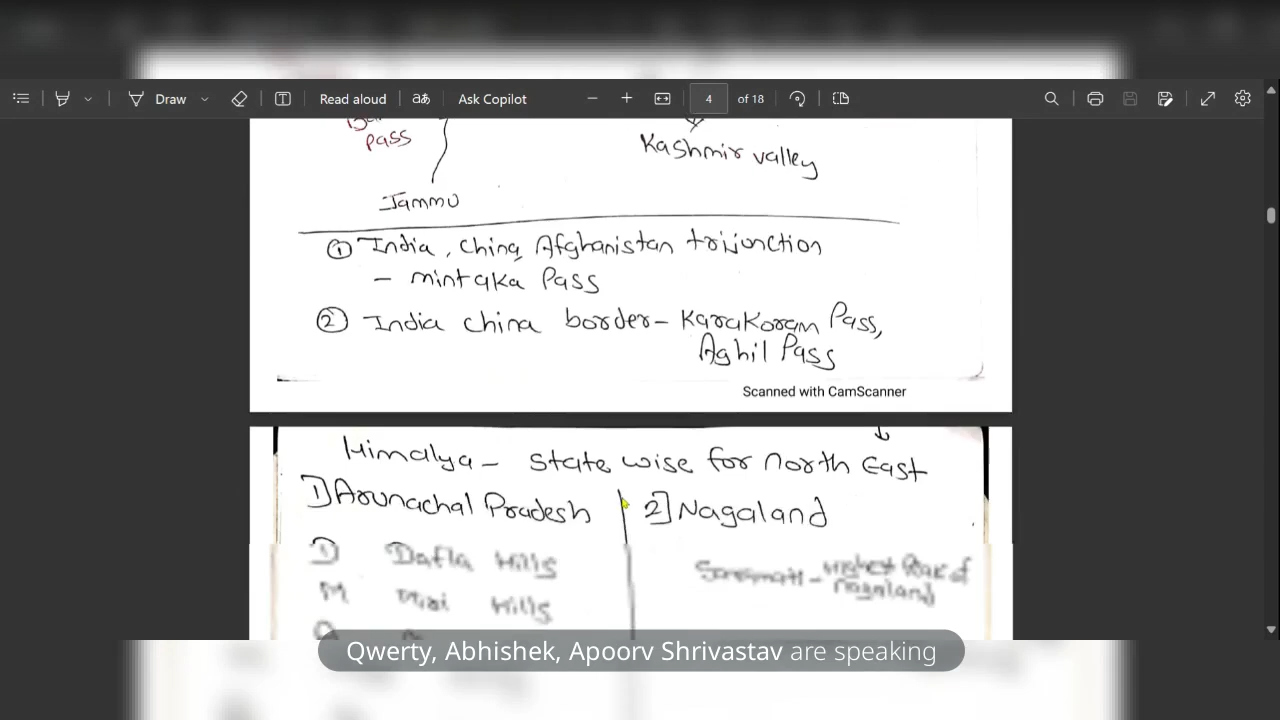 Draw
Read aloud
aあ
Ask Copilot
4 of 18
Pass
Kashmir valley
Jammu
① India, China, Afghanistan trijunction
- mintaka Pass
② India china border - Karakoram Pass,
Aghil Pass
Scanned with CamScanner
Himalya - state wise for north East
1] Arunachal Pradesh
2] Nagaland
D Dafla Hills
M Miri Hills
Highest Peak of
Nagaland
Qwerty, Abhishek, Apoorv Shrivastav are speaking